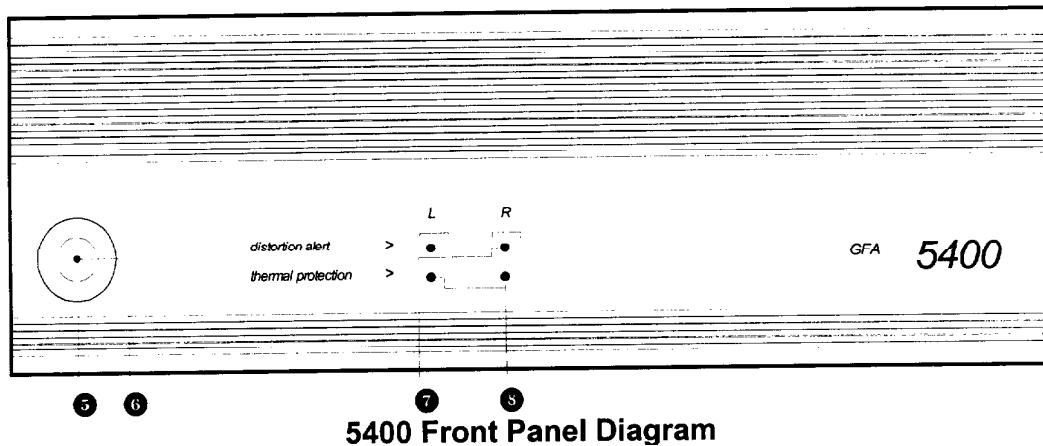 L R
distortion alert > 
thermal protection >
GFA 5400
5 6 7 8
5400 Front Panel Diagram